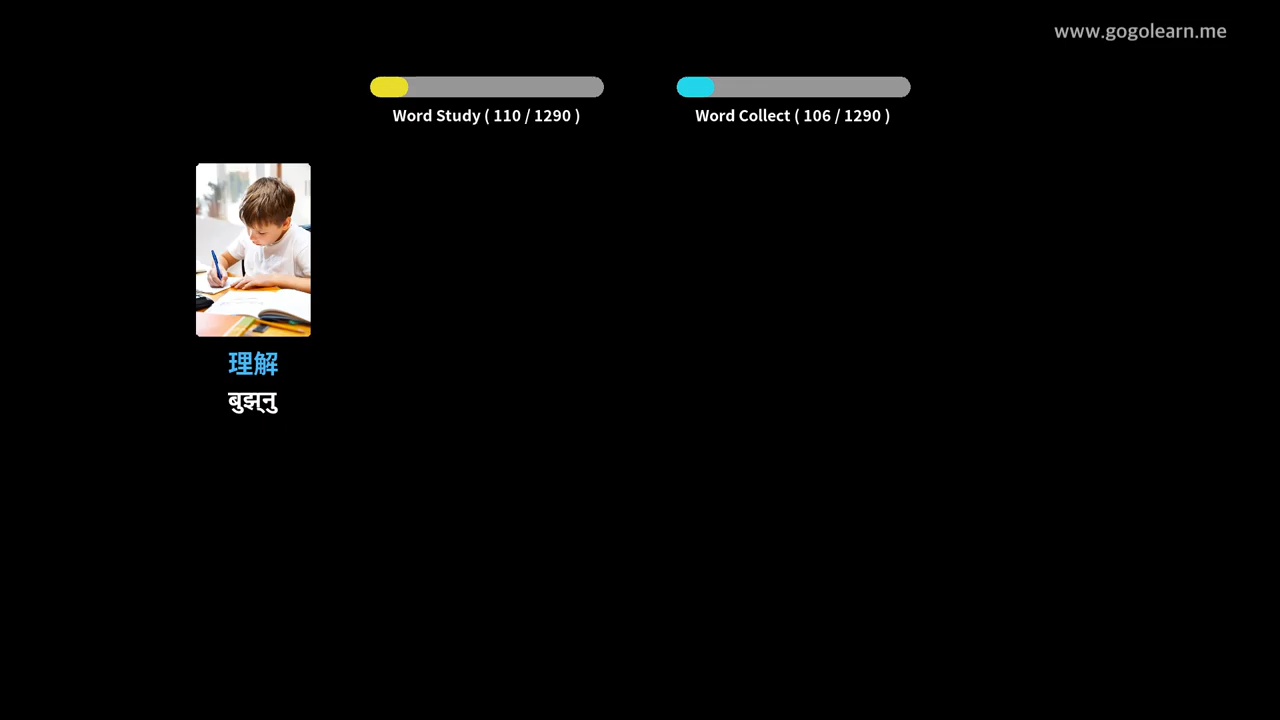 www.gogolearn.me
Word Study ( 110 / 1290 )
Word Collect ( 106 / 1290 )
理解
बुझ्नु